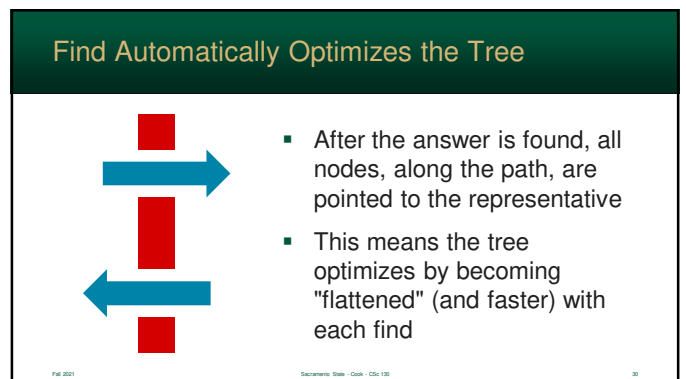 Find Automatically Optimizes the Tree
▪ After the answer is found, all
nodes, along the path, are
pointed to the representative
▪ This means the tree
optimizes by becoming
"flattened" (and faster) with
each find
Fall 2021 Sacramento State - Cook - CSc 130 30